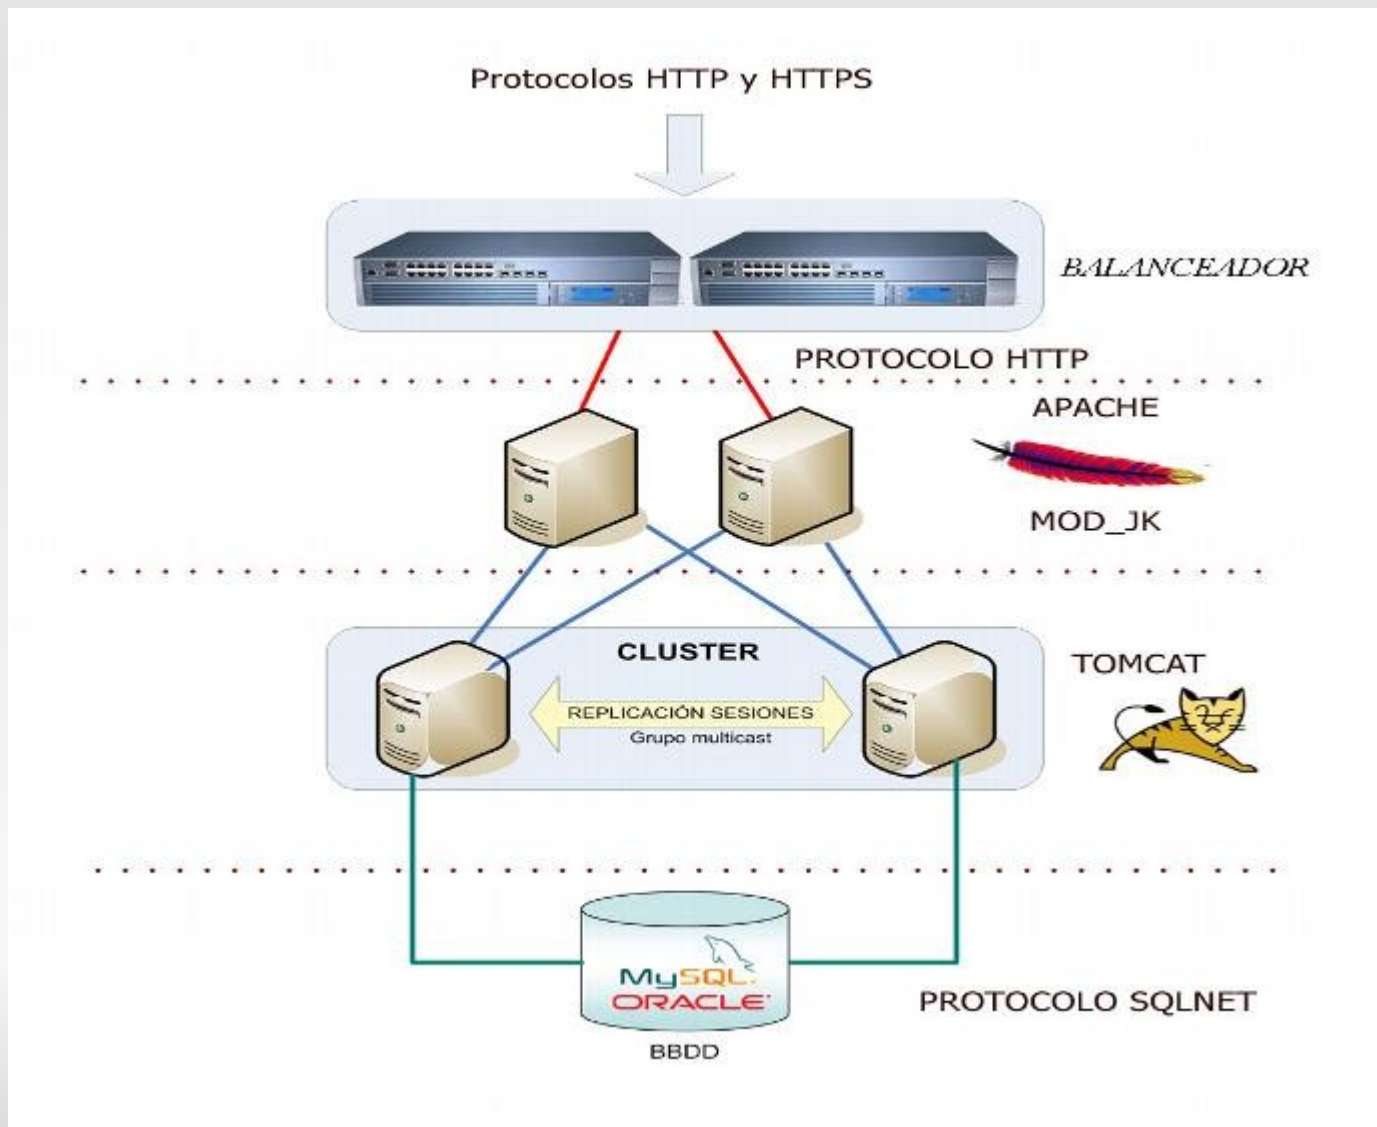 Protocolos HTTP y HTTPS
BALANCEADOR
PROTOCOLO HTTP
APACHE
MOD_JK
CLUSTER
TOMCAT
REPLICACIÓN SESIONES
Grupo multicast
MySQL
ORACLE
PROTOCOLO SQLNET
BBDD